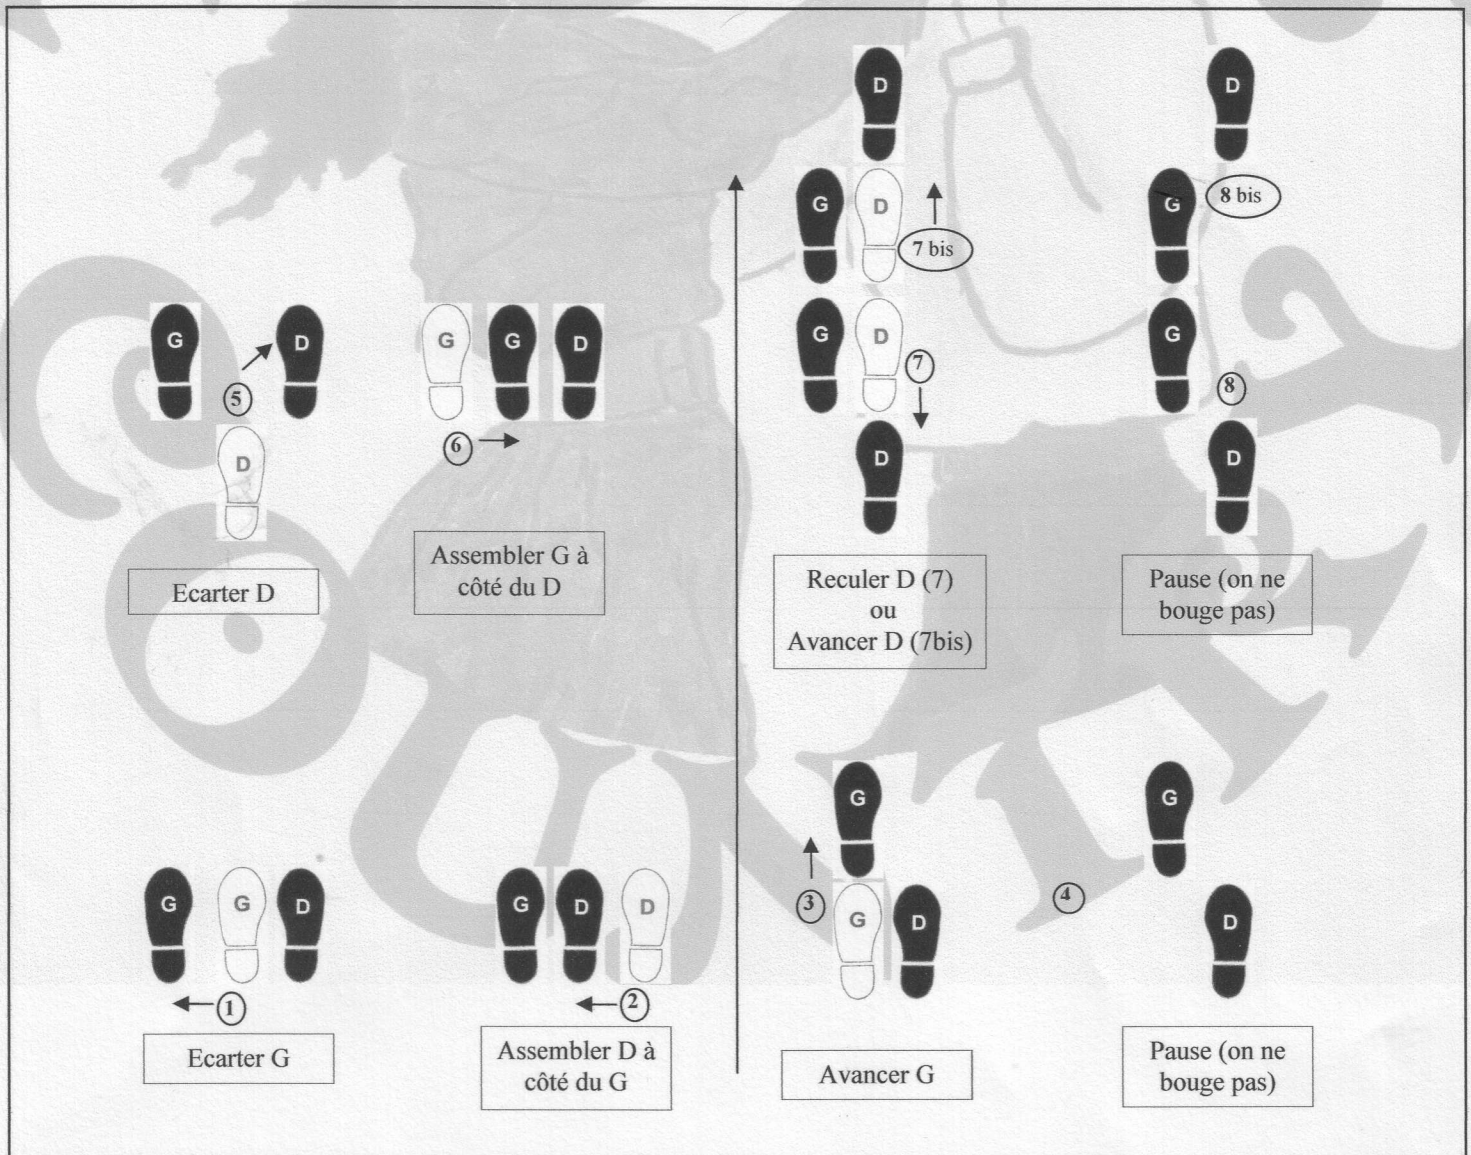 D
D
G
D
7 bis
G
8 bis
G
D
5
G
G
D
6
G
D
7
G
8
D
D
D
Ecarter D
Assembler G à
côté du D
Reculer D (7)
ou
Avancer D (7bis)
Pause (on ne
bouge pas)
G
G
G
G
D
1
G
D
D
2
3
G
D
4
D
Ecarter G
Assembler D à
côté du G
Avancer G
Pause (on ne
bouge pas)